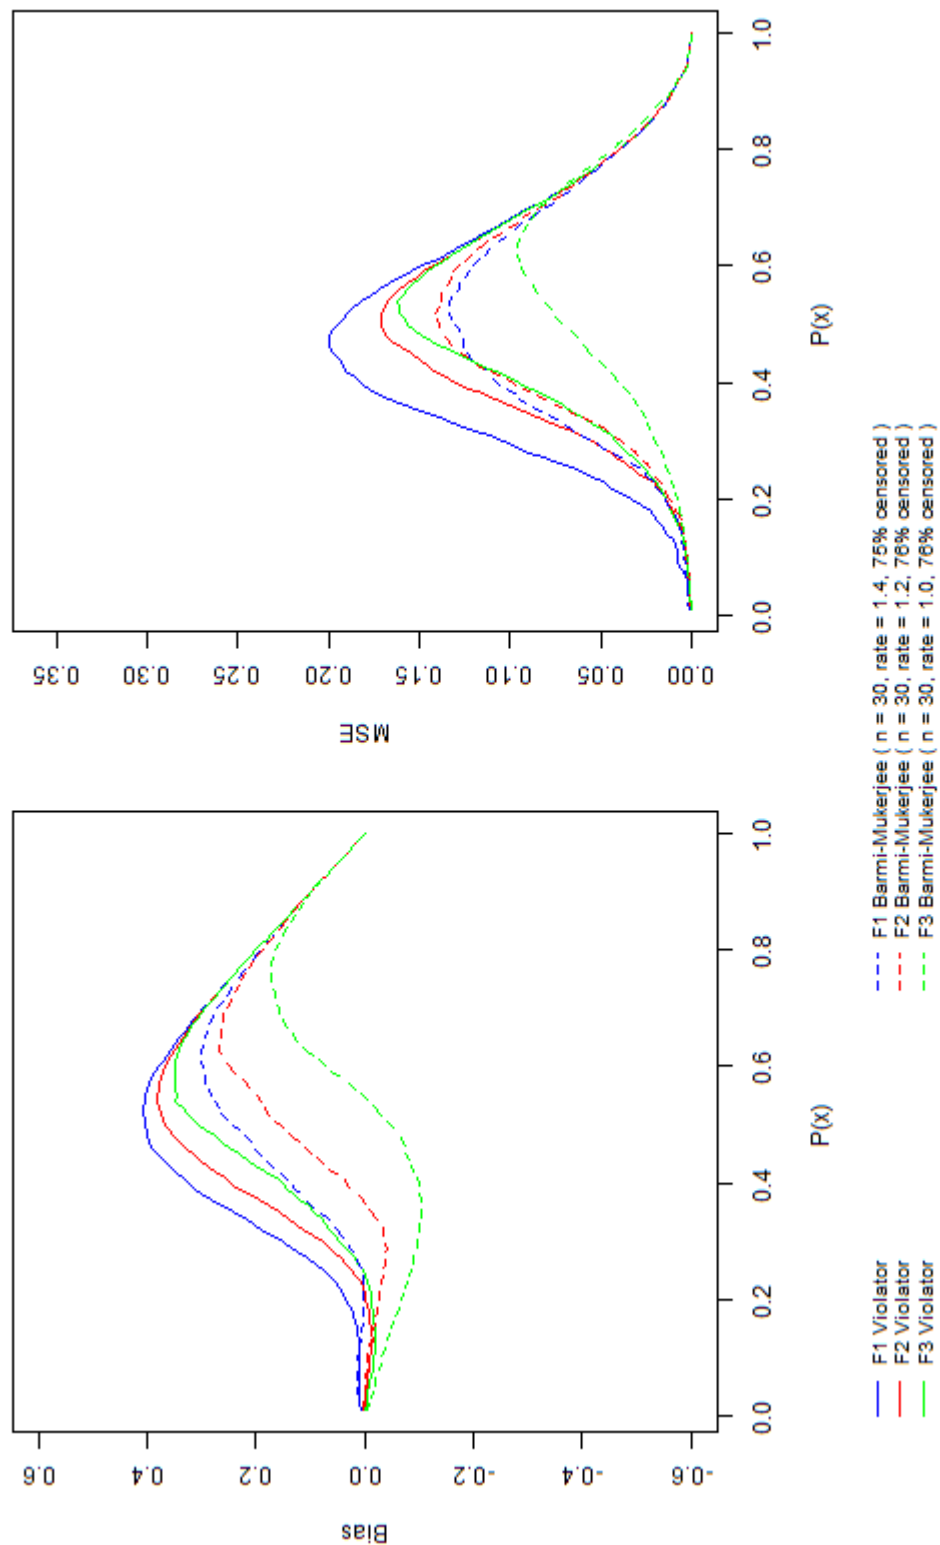 Bias
0.6
0.4
0.2
0.0
-0.2
-0.4
-0.6
0.0 0.2 0.4 0.6 0.8 1.0
P(x)
MSE
0.35
0.30
0.25
0.20
0.15
0.10
0.05
0.00
0.0 0.2 0.4 0.6 0.8 1.0
P(x)
F1 Violator
F2 Violator
F3 Violator
F1 Barmi-Mukerjee ( n = 30, rate = 1.4, 75% censored )
F2 Barmi-Mukerjee ( n = 30, rate = 1.2, 76% censored )
F3 Barmi-Mukerjee ( n = 30, rate = 1.0, 76% censored )